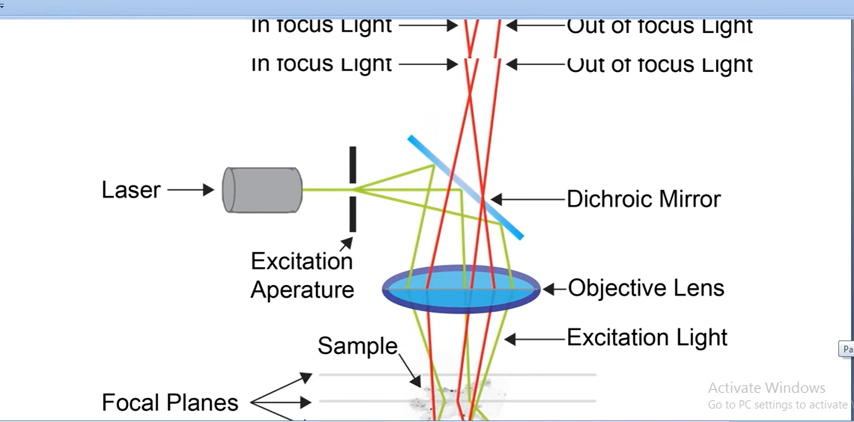 In focus Light
Out of focus Light
In focus Light
Out of focus Light
Laser
Dichroic Mirror
Excitation
Aperature
Objective Lens
Excitation Light
Sample
Focal Planes
Activate Windows
Go to PC settings to activate
Pa